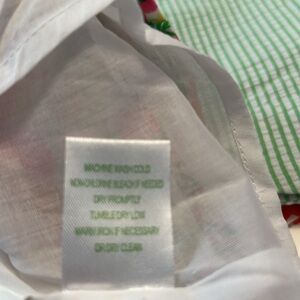 MACHINE WASH COLD
NON-CHLORINE BLEACH IF NEEDED
DRY PROMPTLY
TUMBLE DRY LOW
WARM IRON IF NECESSARY
OR DRY CLEAN